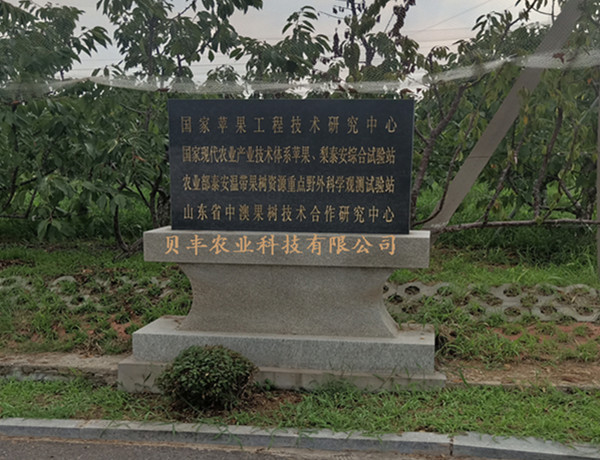 国家苹果工程技术研究中心
国家现代农业产业技术体系苹果、梨泰安综合试验站
农业部泰安温带果树资源重点野外科学观测试验站
山东省中澳果树技术合作研究中心
贝丰农业科技有限公司